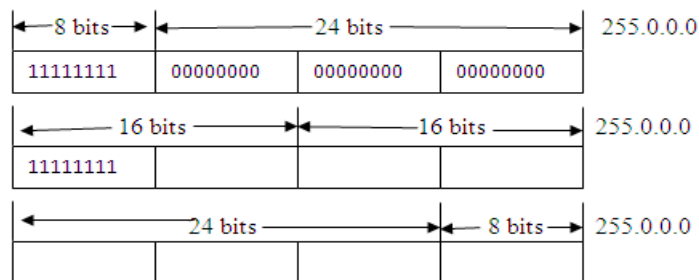 8 bits 24 bits 255.0.0.0
11111111 00000000 00000000 00000000
16 bits 16 bits 255.0.0.0
11111111
24 bits 8 bits 255.0.0.0